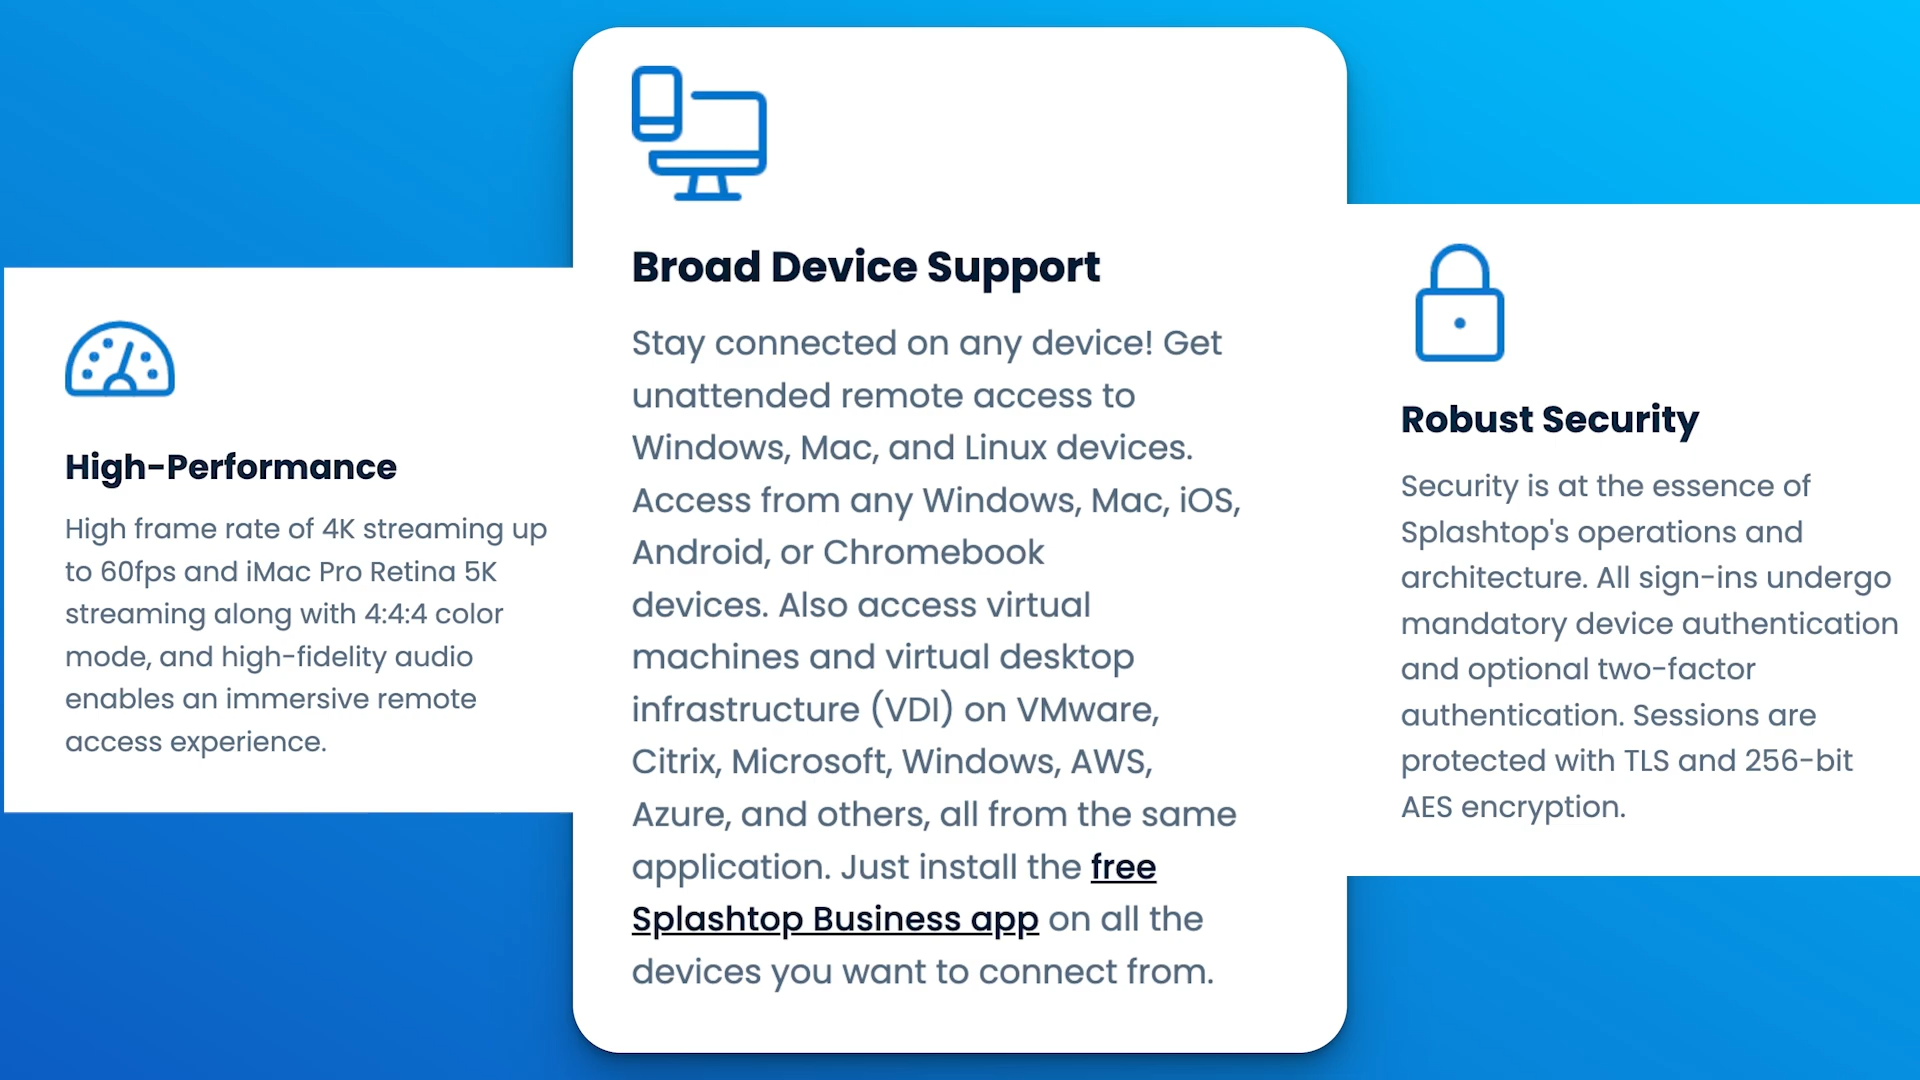 High-Performance
High frame rate of 4K streaming up
to 60fps and iMac Pro Retina 5K
streaming along with 4:4:4 color
mode, and high-fidelity audio
enables an immersive remote
access experience.
Broad Device Support
Stay connected on any device! Get
unattended remote access to
Windows, Mac, and Linux devices.
Access from any Windows, Mac, iOS,
Android, or Chromebook
devices. Also access virtual
machines and virtual desktop
infrastructure (VDI) on VMware,
Citrix, Microsoft, Windows, AWS,
Azure, and others, all from the same
application. Just install the free
Splashtop Business app on all the
devices you want to connect from.
Robust Security
Security is at the essence of
Splashtop's operations and
architecture. All sign-ins undergo
mandatory device authentication
and optional two-factor
authentication. Sessions are
protected with TLS and 256-bit
AES encryption.